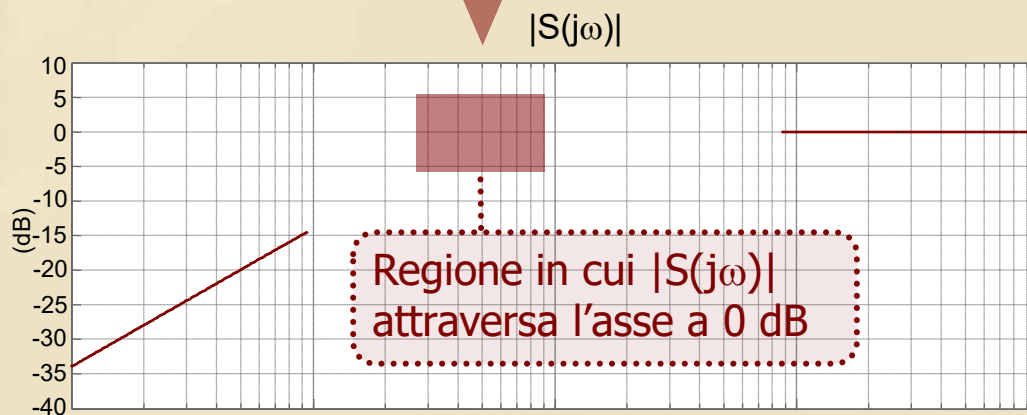 |S(jω)|
10
5
0
-5
-10
-15
-20
-25
-30
-35
-40
(dB)
Regione in cui |S(jω)|
attraversa l'asse a 0 dB